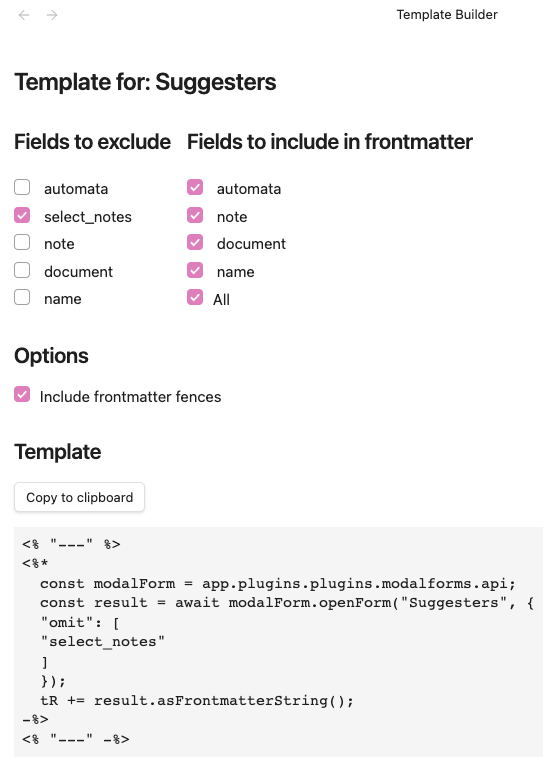 Template Builder
Template for: Suggesters
Fields to exclude
automata
select_notes
note
document
name
Fields to include in frontmatter
automata
note
document
name
All
Options
Include frontmatter fences
Template
Copy to clipboard
<% "---" %>
<%*
  const modalForm = app.plugins.plugins.modalforms.api;
  const result = await modalForm.openForm("Suggesters", {
  "omit": [
  "select_notes"
  ]
  });
  tR += result.asFrontmatterString();
-%>
<% "---" -%>